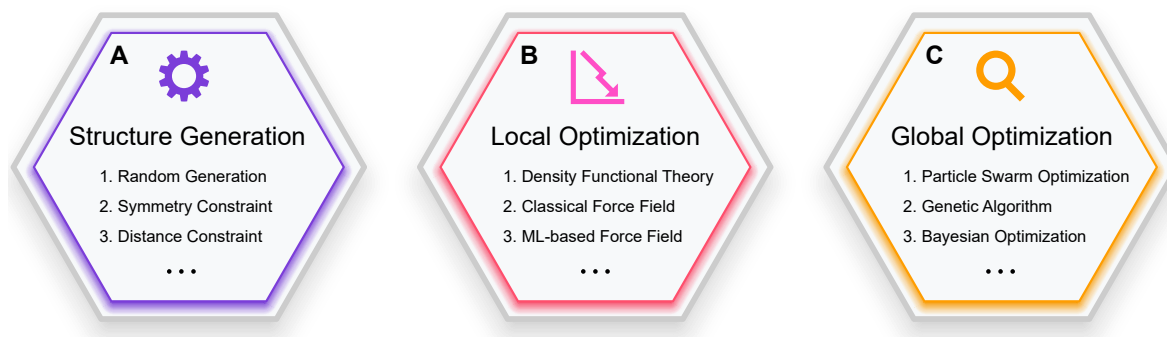 A
Structure Generation
1. Random Generation
2. Symmetry Constraint
3. Distance Constraint
...
B
Local Optimization
1. Density Functional Theory
2. Classical Force Field
3. ML-based Force Field
...
C
Global Optimization
1. Particle Swarm Optimization
2. Genetic Algorithm
3. Bayesian Optimization
...